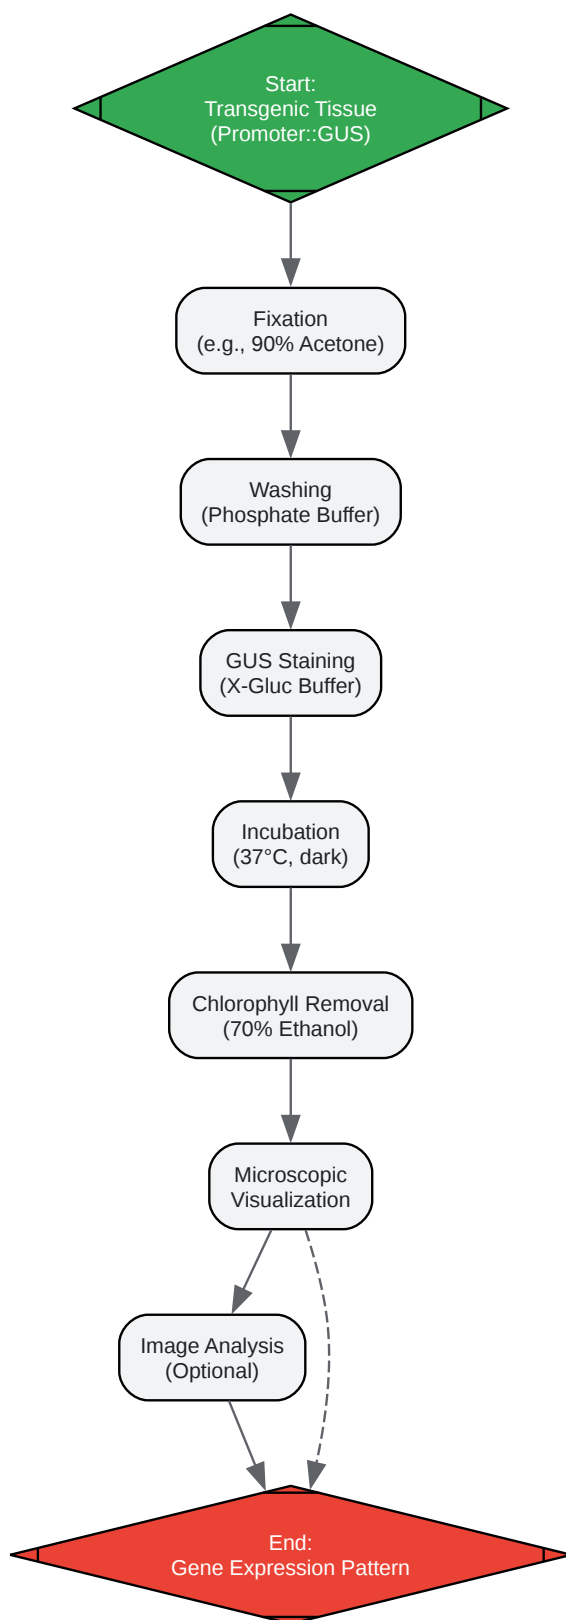 Start:
Transgenic Tissue
(Promoter::GUS)
Fixation
(e.g., 90% Acetone)
Washing
(Phosphate Buffer)
GUS Staining
(X-Gluc Buffer)
Incubation
(37°C, dark)
Chlorophyll Removal
(70% Ethanol)
Microscopic
Visualization
Image Analysis
(Optional)
End:
Gene Expression Pattern